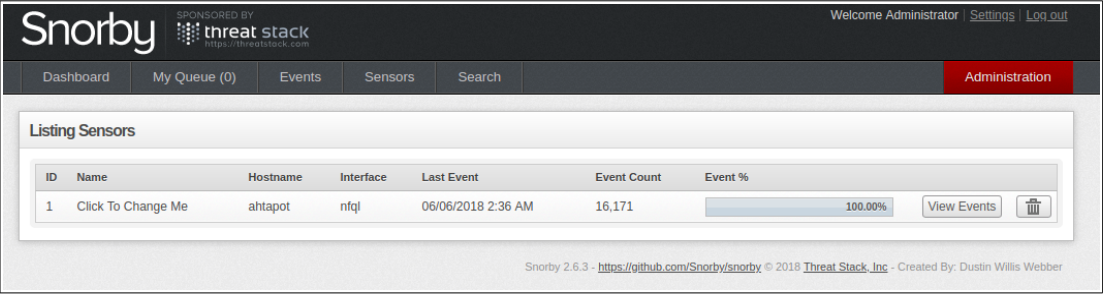 Snorby SPONSORED BY threat stack https://threatstack.com Welcome Administrator | Settings | Log out
Dashboard My Queue (0) Events Sensors Search Administration
Listing Sensors
ID Name Hostname Interface Last Event Event Count Event %
1 Click To Change Me ahtapot nfql 06/06/2018 2:36 AM 16,171 100.00% View Events
Snorby 2.6.3 - https://github.com/Snorby/snorby © 2018 Threat Stack, Inc - Created By: Dustin Willis Webber